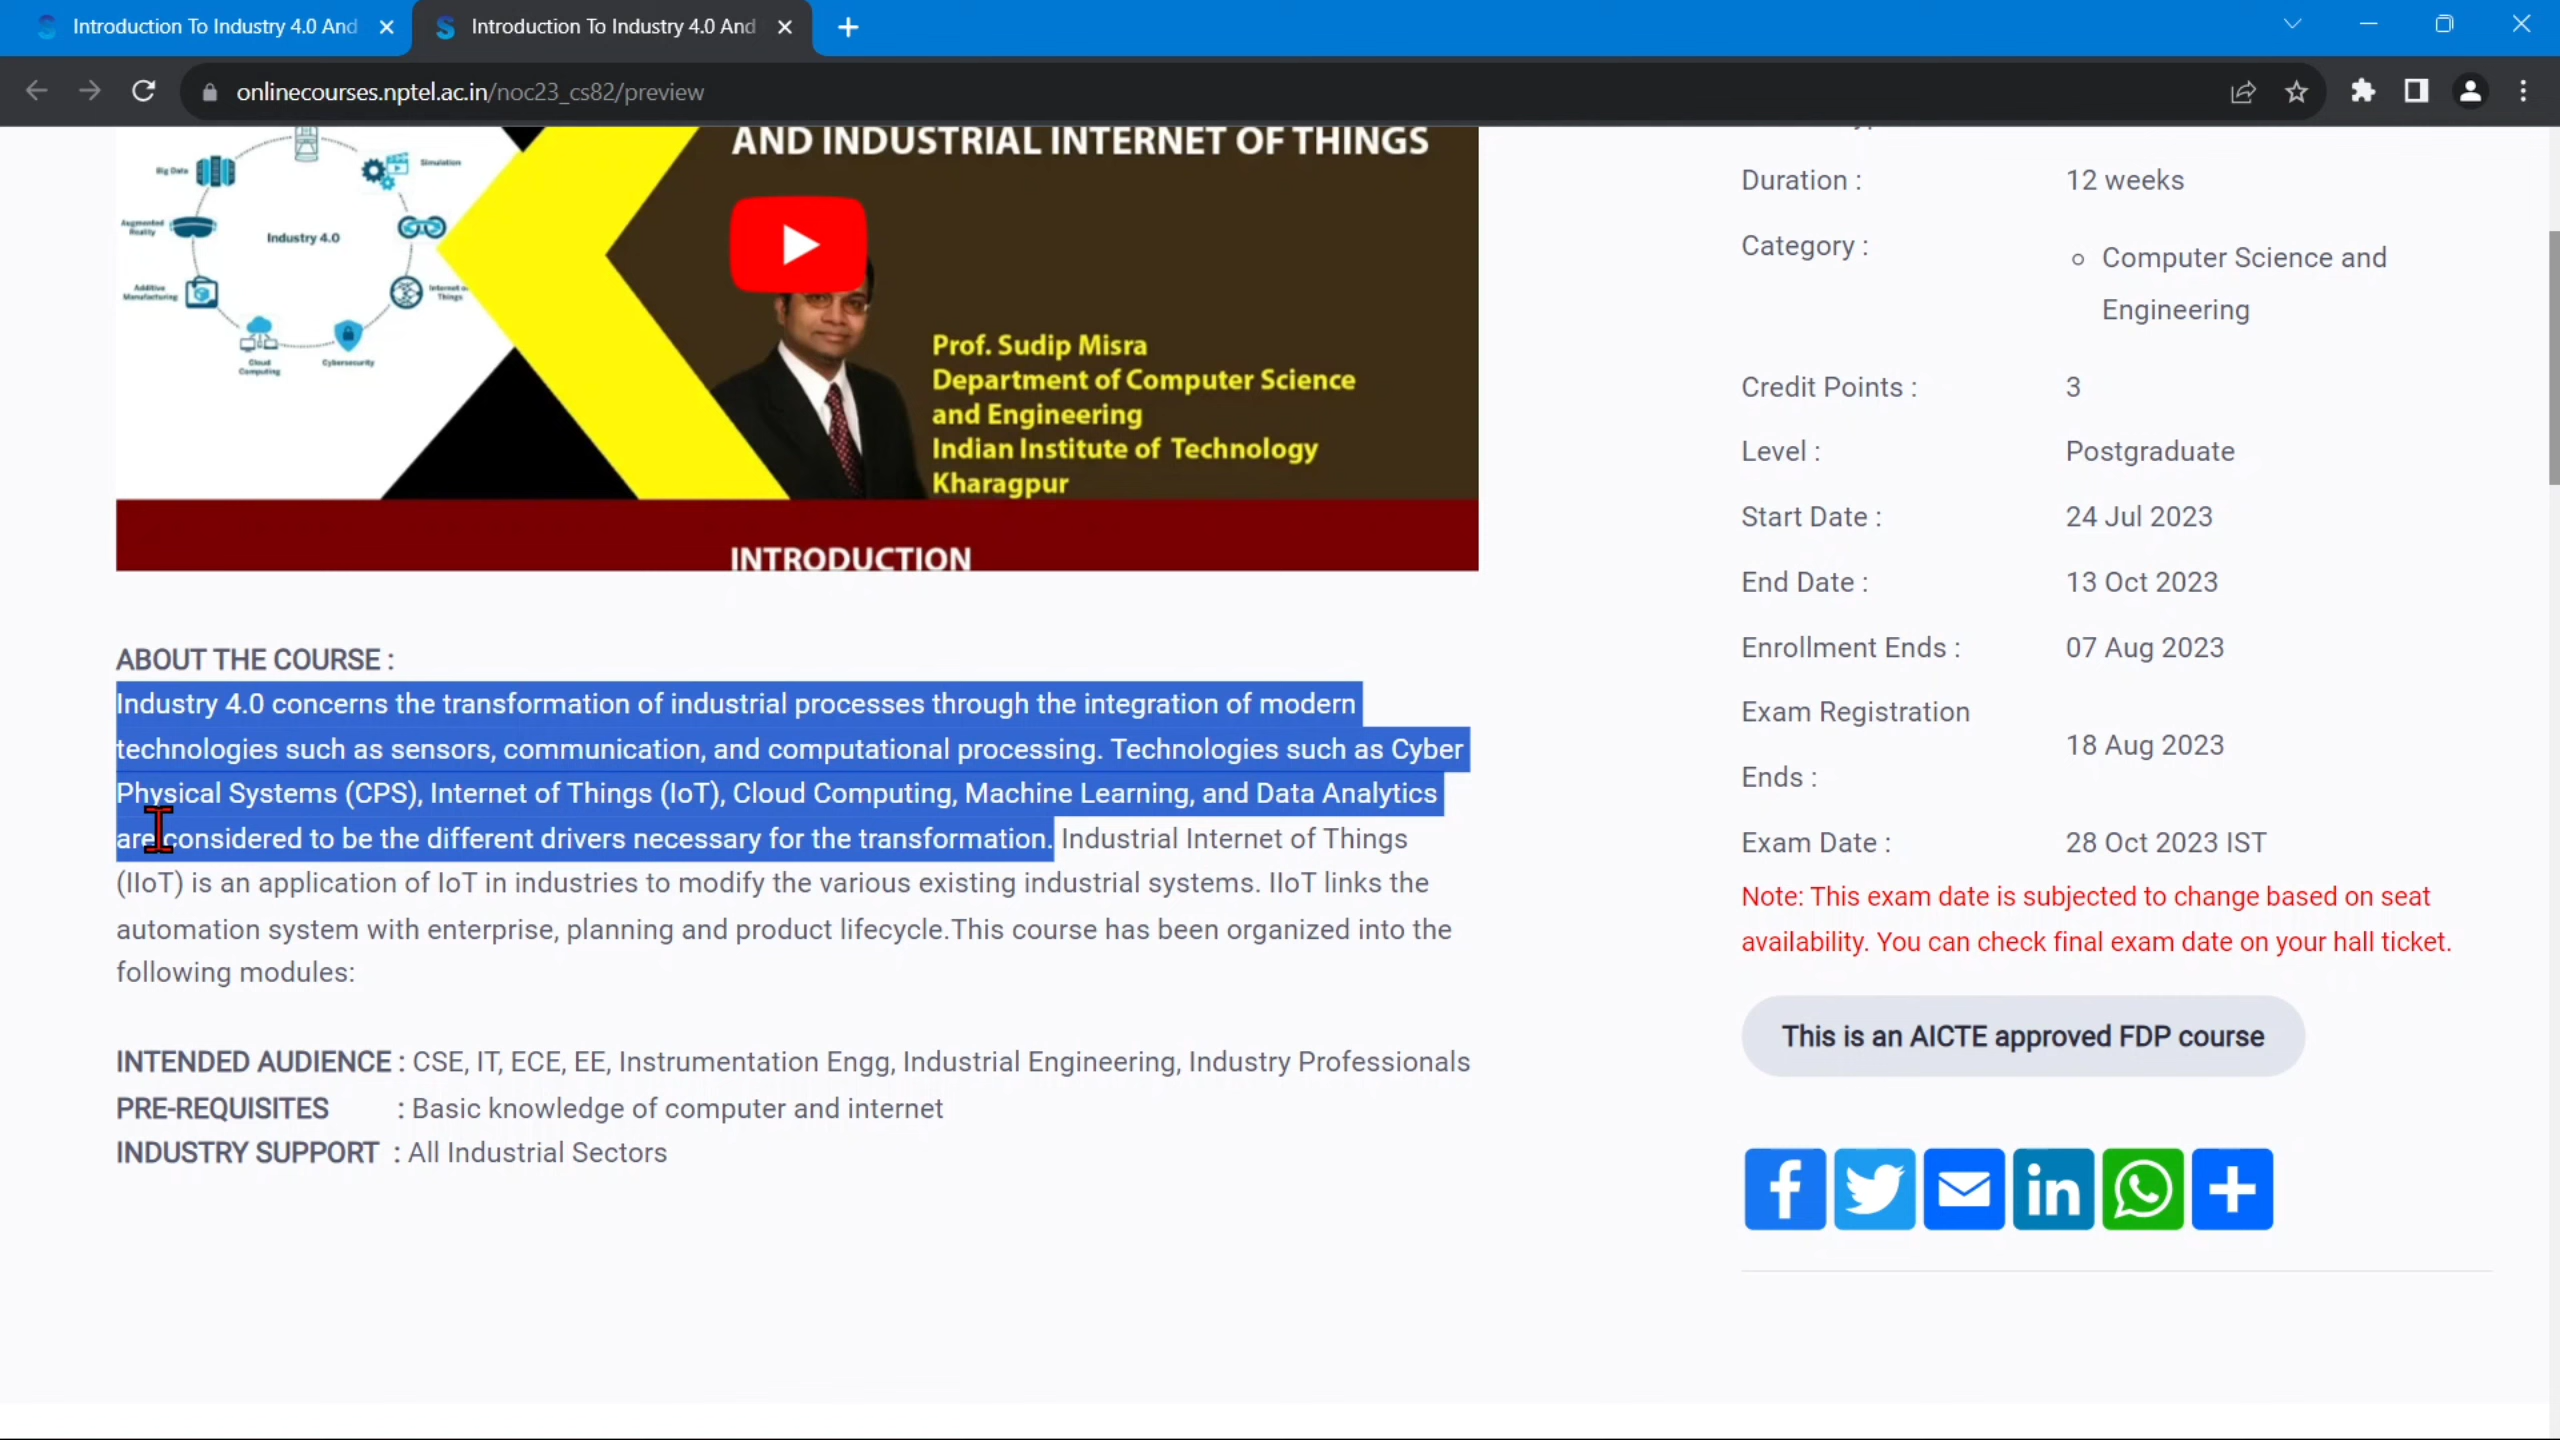 Introduction To Industry 4.0 And
Introduction To Industry 4.0 And
onlinecourses.nptel.ac.in/noc23_cs82/preview
AND INDUSTRIAL INTERNET OF THINGS
Simulation
Big Data
Augmented
Reality
Industry 4.0
Additive
Manufacturing
Internet o
Things
Cloud
Computing
Cybersecurity
Prof. Sudip Misra
Department of Computer Science
and Engineering
Indian Institute of Technology
Kharagpur
INTRODUCTION
ABOUT THE COURSE :
Industry 4.0 concerns the transformation of industrial processes through the integration of modern
technologies such as sensors, communication, and computational processing. Technologies such as Cyber
Physical Systems (CPS), Internet of Things (IoT), Cloud Computing, Machine Learning, and Data Analytics
are considered to be the different drivers necessary for the transformation. Industrial Internet of Things
(IIoT) is an application of IoT in industries to modify the various existing industrial systems. IIoT links the
automation system with enterprise, planning and product lifecycle.This course has been organized into the
following modules:
INTENDED AUDIENCE : CSE, IT, ECE, EE, Instrumentation Engg, Industrial Engineering, Industry Professionals
PRE-REQUISITES : Basic knowledge of computer and internet
INDUSTRY SUPPORT : All Industrial Sectors
Duration : 12 weeks
Category :
Computer Science and
Engineering
Credit Points : 3
Level : Postgraduate
Start Date : 24 Jul 2023
End Date : 13 Oct 2023
Enrollment Ends : 07 Aug 2023
Exam Registration
Ends :
18 Aug 2023
Exam Date : 28 Oct 2023 IST
Note: This exam date is subjected to change based on seat
availability. You can check final exam date on your hall ticket.
This is an AICTE approved FDP course